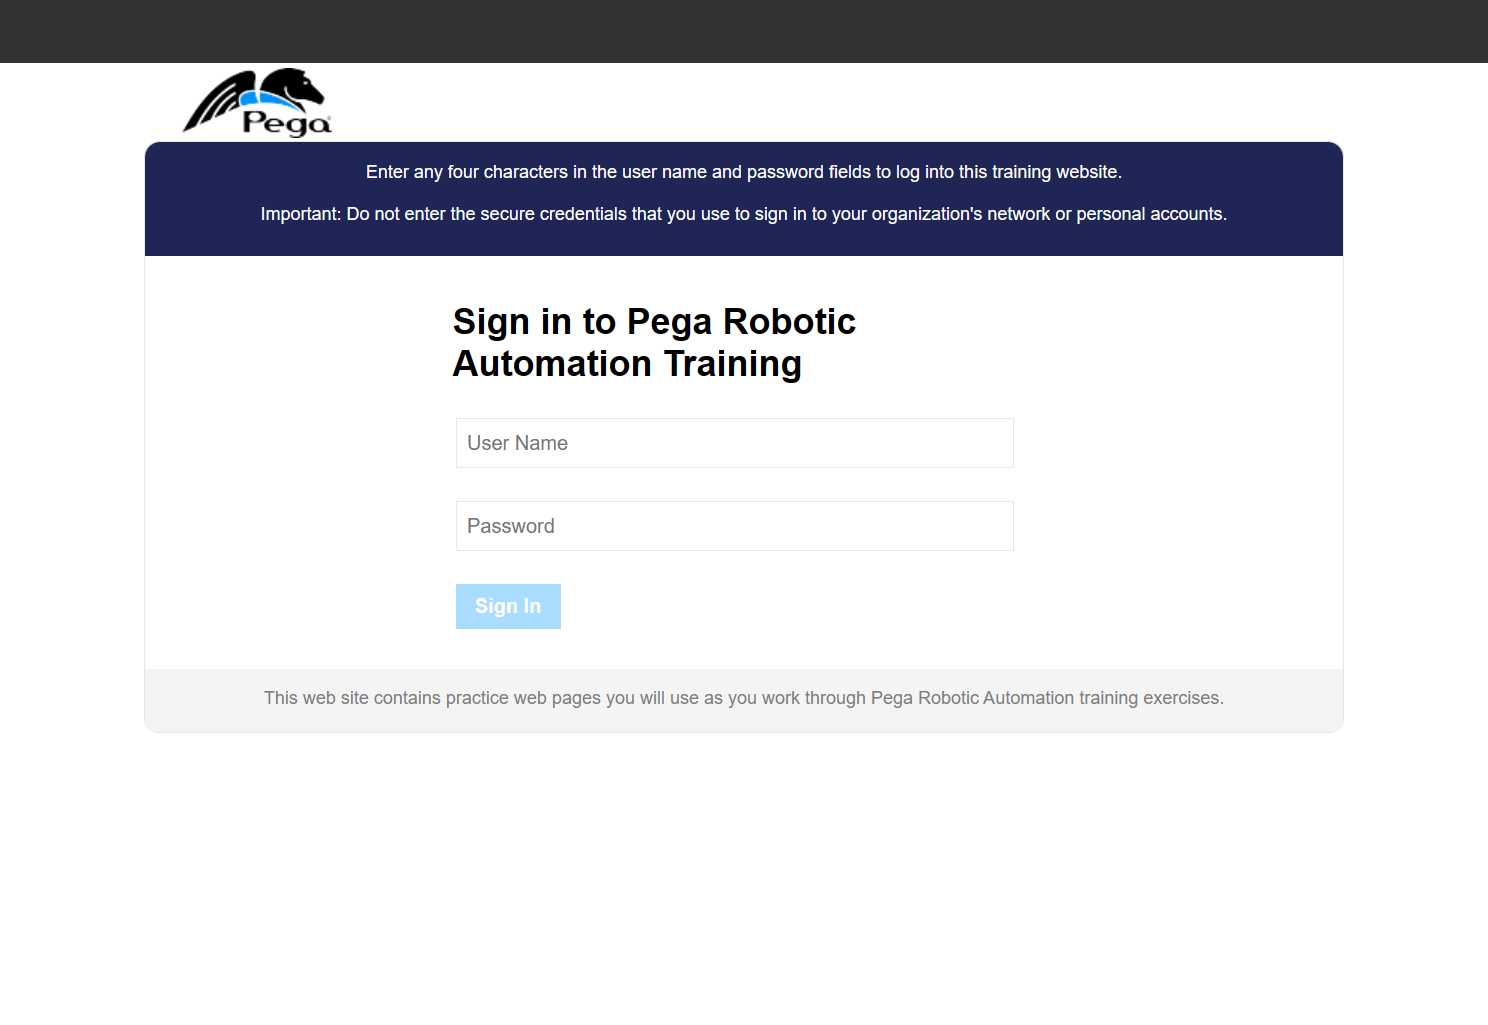 Pega
Enter any four characters in the user name and password fields to log into this training website.
Important: Do not enter the secure credentials that you use to sign in to your organization's network or personal accounts.
Sign in to Pega Robotic
Automation Training
User Name
Password
Sign In
This web site contains practice web pages you will use as you work through Pega Robotic Automation training exercises.